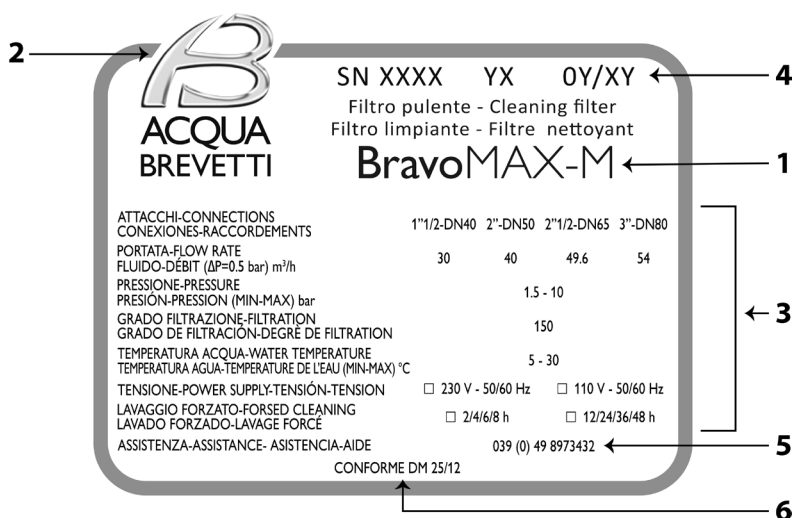 2
SN XXXX YX 0Y/XY
4
Filtro pulente - Cleaning filter
Filtro limpiante - Filtre nettoyant
ACQUA
BREVETTI
BravoMAX-M
1
ATTACCHI-CONNECTIONS
CONEXIONES-RACCORDEMENTS
1"1/2-DN40 2"-DN50 2"1/2-DN65 3"-DN80
PORTATA-FLOW RATE
FLUIDO-DÉBIT (ΔP=0.5 bar) m³/h
30 40 49.6 54
PRESSIONE-PRESSURE
PRESIÓN-PRESSION (MIN-MAX) bar
1.5 - 10
3
GRADO FILTRAZIONE-FILTRATION
GRADO DE FILTRACIÓN-DEGRÈ DE FILTRATION
150
TEMPERATURA ACQUA-WATER TEMPERATURE
TEMPERATURA AGUA-TEMPERATURE DE L'EAU (MIN-MAX) °C
5 - 30
TENSIONE-POWER SUPPLY-TENSIÓN-TENSION
☐ 230 V - 50/60 Hz ☐ 110 V - 50/60 Hz
LAVAGGIO FORZATO-FORSED CLEANING
LAVADO FORZADO-LAVAGE FORCÉ
☐ 2/4/6/8 h ☐ 12/24/36/48 h
ASSISTENZA-ASSISTANCE- ASISTENCIA-AIDE 039 (0) 49 8973432
5
CONFORME DM 25/12
6